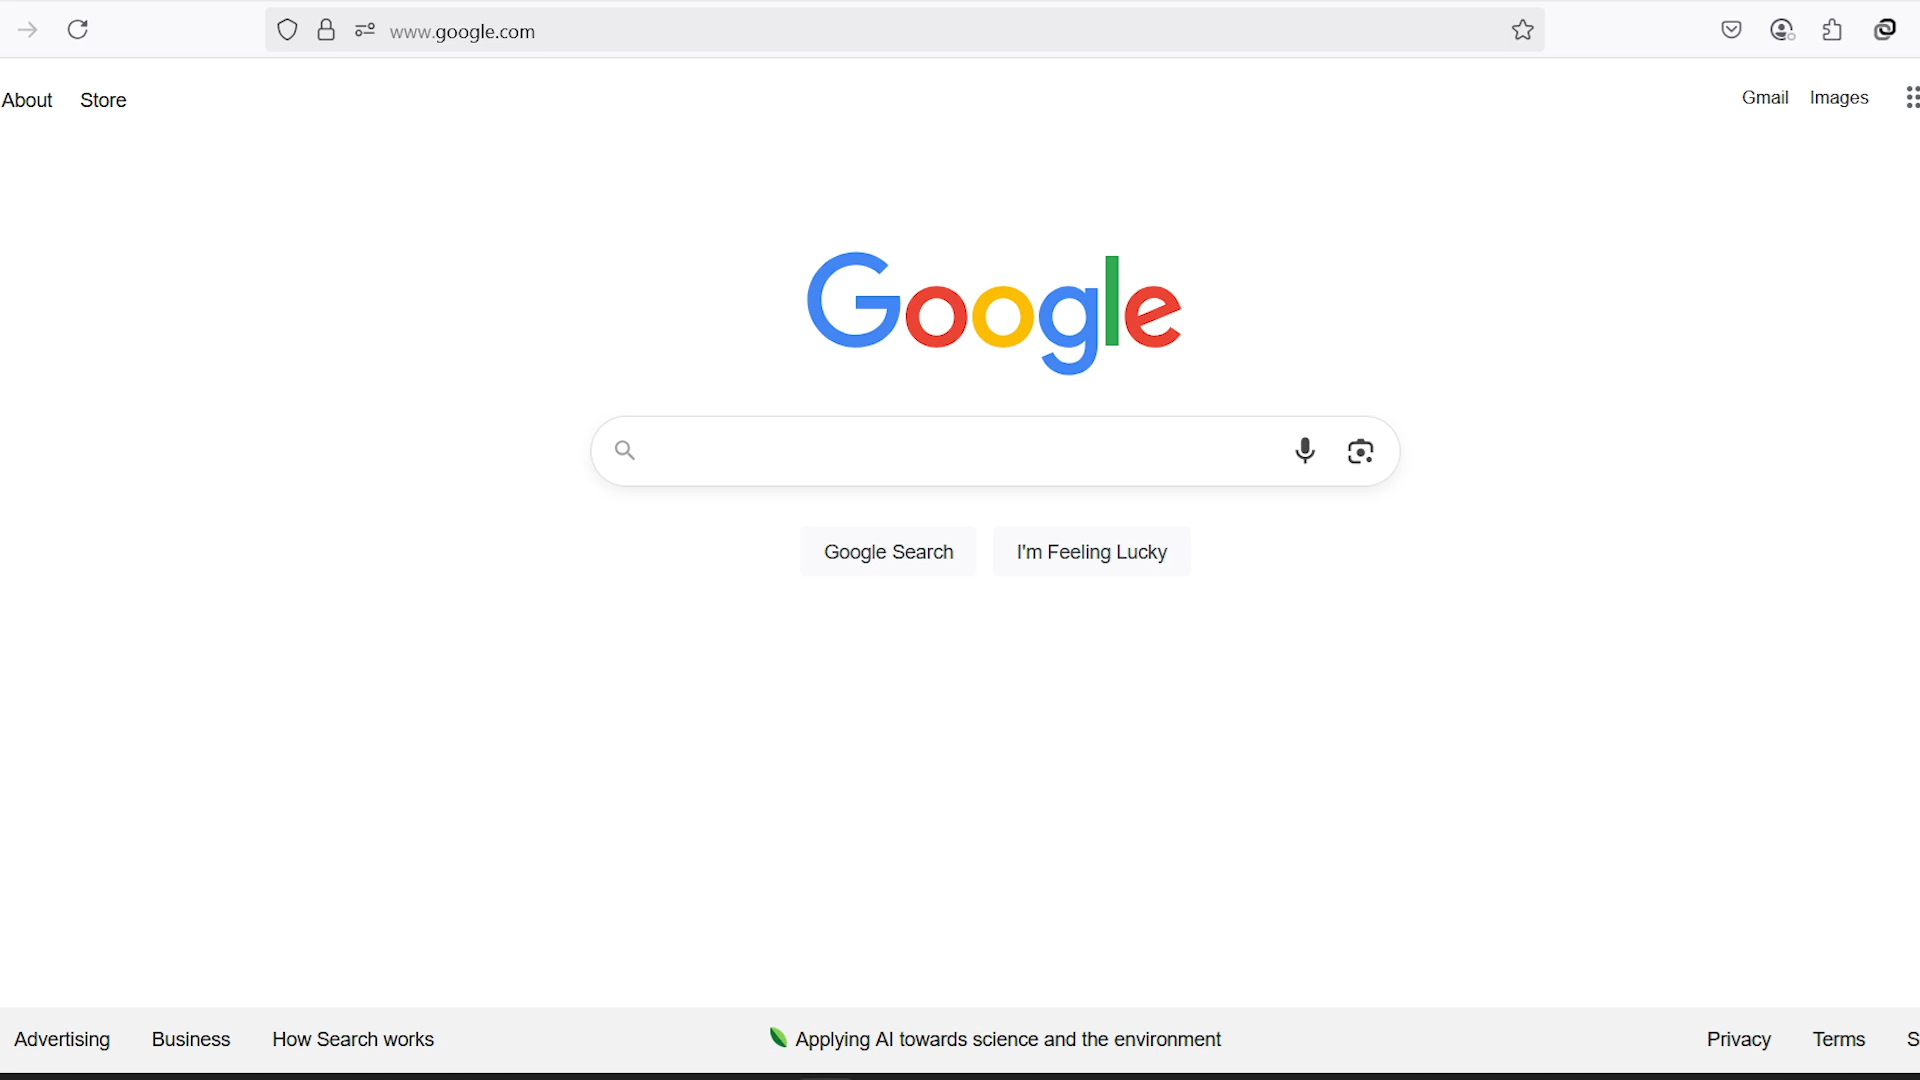 www.google.com
About Store Gmail Images
Google
Google Search I'm Feeling Lucky
Advertising Business How Search works Applying AI towards science and the environment Privacy Terms S